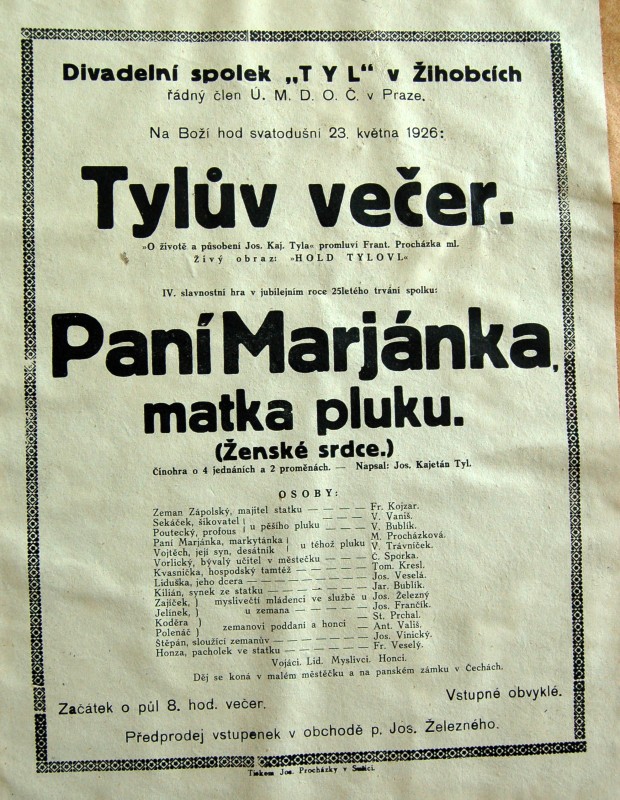 Divadelní spolek „TYL“ v Žihobcích
řádný člen Ú. M. D. O. Č. v Praze.
Na Boží hod svatodušní 23. května 1926:
Tylův večer.
»O životě a působení Jos. Kaj. Tyla« promluví Frant. Procházka ml.
Živý obraz: »HOLD TYLOVI.«
IV. slavnostní hra v jubilejním roce 25letého trvání spolku:
Paní Marjánka,
matka pluku.
(Ženské srdce.)
Činohra o 4 jednáních a 2 proměnách. — Napsal: Jos. Kajetán Tyl.
OSOBY:
Zeman Zápolský, majitel statku — — — — Fr. Kojzar.
Sekáček, šikovatel } u pěšího pluku — — — — V. Vaniš.
Poutecký, profous } V. Bublík.
Paní Marjánka, markytánka } u téhož pluku M. Procházková.
Vojtěch, její syn, desátník } V. Trávníček.
Vorlický, bývalý učitel v městečku — — Č. Sporka.
Kvasnička, hospodský tamtéž — — — — Tom. Kresl.
Liduška, jeho dcera — — — — Jos. Veselá.
Kilián, synek ze statku — — — — Jar. Bublík.
Zajíček, } myslivečtí mládenci ve službě u Jos. Železný
Jelínek, } u zemana — — — — Jos. Frančík.
Koděra } zemanovi poddaní a honci — — St. Prchal.
Polenáč } Ant. Vališ.
Štěpán, sloužící zemanův — — — — Jos. Vinický.
Honza, pacholek ve statku — — — — Fr. Veselý.
Vojáci. Lid. Myslivci. Honci.
Děj se koná v malém městečku a na panském zámku v Čechách.
Začátek o půl 8. hod. večer. Vstupné obvyklé.
Předprodej vstupenek v obchodě p. Jos. Železného.
Tiskem Jos. Procházky v Sušici.